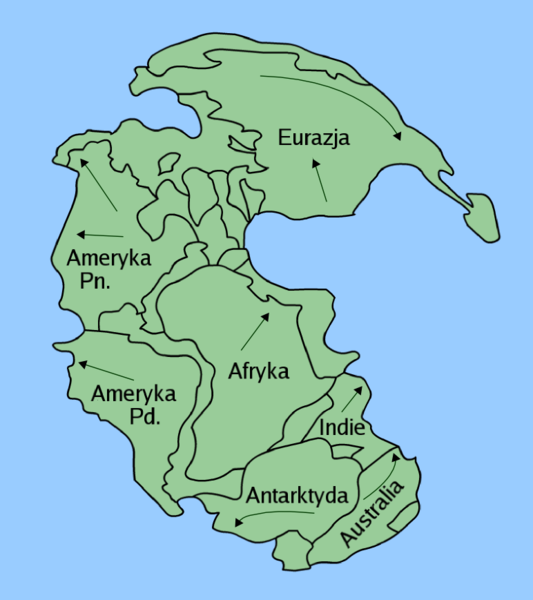 Eurazja
Ameryka
Pn.
Afryka
Ameryka
Pd.
Indie
Antarktyda
Australia